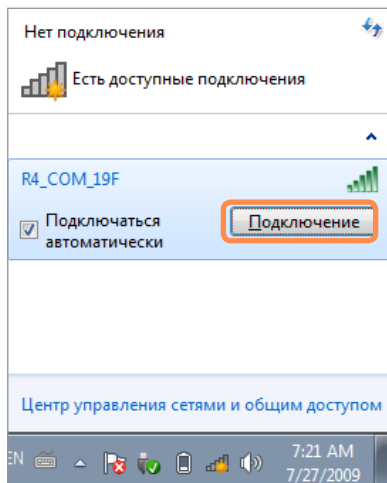 Нет подключения
Есть доступные подключения
R4_COM_19F
Подключаться
автоматически
Подключение
Центр управления сетями и общим доступом
EN
7:21 AM
7/27/2009